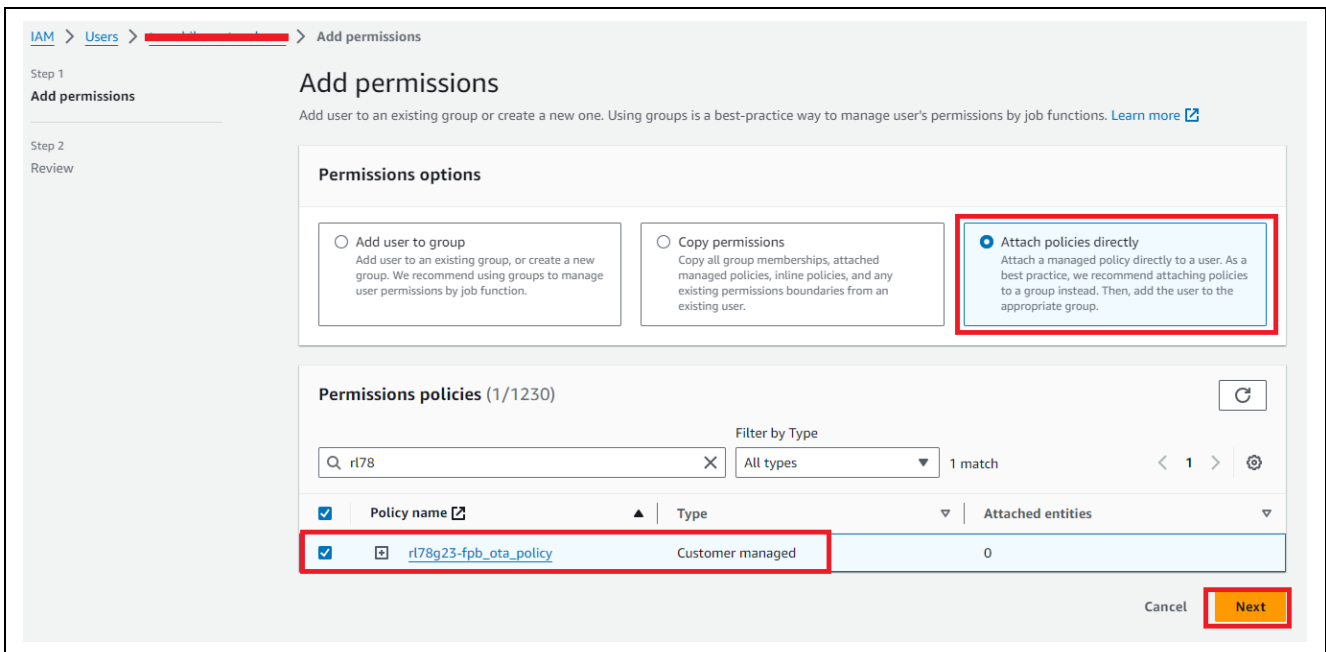 IAM > Users > > Add permissions
Step 1
Add permissions
Step 2
Review
Add permissions
Add user to an existing group or create a new one. Using groups is a best-practice way to manage user's permissions by job functions. Learn more
Permissions options
Add user to group
Add user to an existing group, or create a new
group. We recommend using groups to manage
user permissions by job function.
Copy permissions
Copy all group memberships, attached
managed policies, inline policies, and any
existing permissions boundaries from an
existing user.
Attach policies directly
Attach a managed policy directly to a user. As a
best practice, we recommend attaching policies
to a group instead. Then, add the user to the
appropriate group.
Permissions policies (1/1230)
Filter by Type
rl78
All types
1 match
< 1 >
Policy name
Type
Attached entities
rl78g23-fpb_ota_policy
Customer managed
0
Cancel
Next